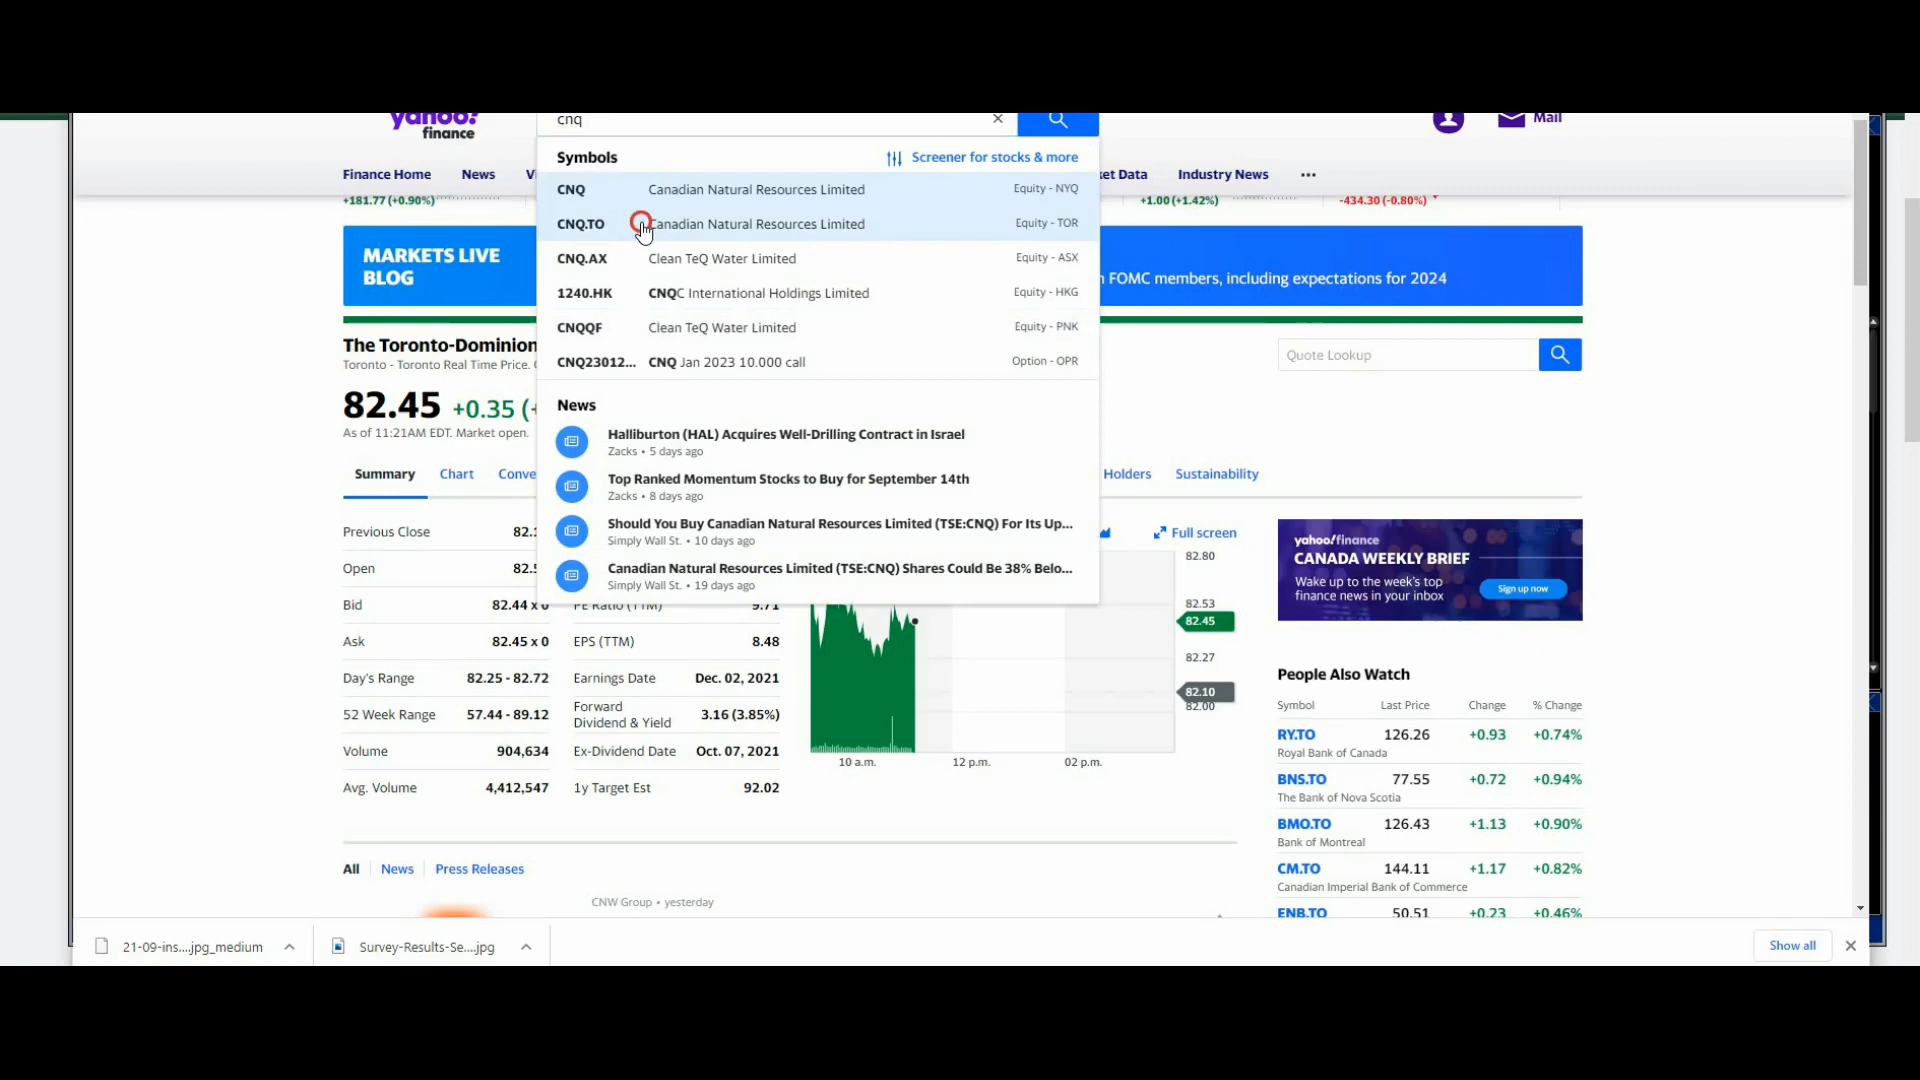 yahoo!
finance
cnq
Mail
Symbols
Screener for stocks & more
Finance Home
News
Industry News
+181.77 (+0.90%)
+1.00 (+1.42%)
-434.30 (-0.80%)
CNQ Canadian Natural Resources Limited Equity - NYQ
CNQ.TO Canadian Natural Resources Limited Equity - TOR
CNQ.AX Clean TeQ Water Limited Equity - ASX
1240.HK CNQC International Holdings Limited Equity - HKG
CNQQF Clean TeQ Water Limited Equity - PNK
CNQ23012... CNQ Jan 2023 10.000 call Option - OPR
MARKETS LIVE
BLOG
FOMC members, including expectations for 2024
The Toronto-Dominion
Toronto - Toronto Real Time Price.
Quote Lookup
82.45 +0.35
As of 11:21AM EDT. Market open.
News
Halliburton (HAL) Acquires Well-Drilling Contract in Israel
Zacks • 5 days ago
Top Ranked Momentum Stocks to Buy for September 14th
Zacks • 8 days ago
Should You Buy Canadian Natural Resources Limited (TSE:CNQ) For Its Up...
Simply Wall St. • 10 days ago
Canadian Natural Resources Limited (TSE:CNQ) Shares Could Be 38% Belo...
Simply Wall St. • 19 days ago
Summary Chart Holders Sustainability
Full screen
Previous Close
Open
Bid 82.44 x 0
Ask 82.45 x 0
Day's Range 82.25 - 82.72
52 Week Range 57.44 - 89.12
Volume 904,634
Avg. Volume 4,412,547
PE Ratio (TTM) 9.71
EPS (TTM) 8.48
Earnings Date Dec. 02, 2021
Forward
Dividend & Yield 3.16 (3.85%)
Ex-Dividend Date Oct. 07, 2021
1y Target Est 92.02
82.80
82.53
82.45
82.27
82.10
82.00
10 a.m. 12 p.m. 02 p.m.
yahoo!finance
CANADA WEEKLY BRIEF
Wake up to the week's top
finance news in your inbox
Sign up now
People Also Watch
Symbol Last Price Change % Change
RY.TO 126.26 +0.93 +0.74%
Royal Bank of Canada
BNS.TO 77.55 +0.72 +0.94%
The Bank of Nova Scotia
BMO.TO 126.43 +1.13 +0.90%
Bank of Montreal
CM.TO 144.11 +1.17 +0.82%
Canadian Imperial Bank of Commerce
ENB.TO 50.51 +0.23 +0.46%
All News Press Releases
CNW Group • yesterday
21-09-ins....jpg_medium
Survey-Results-Se....jpg
Show all